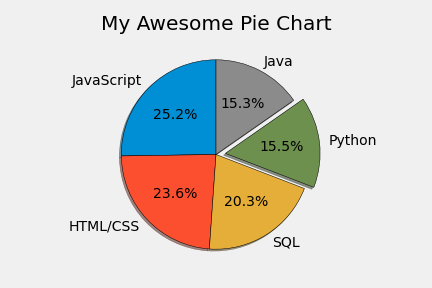 My Awesome Pie Chart
Java
JavaScript
15.3%
25.2%
Python
15.5%
23.6%
20.3%
HTML/CSS
SQL